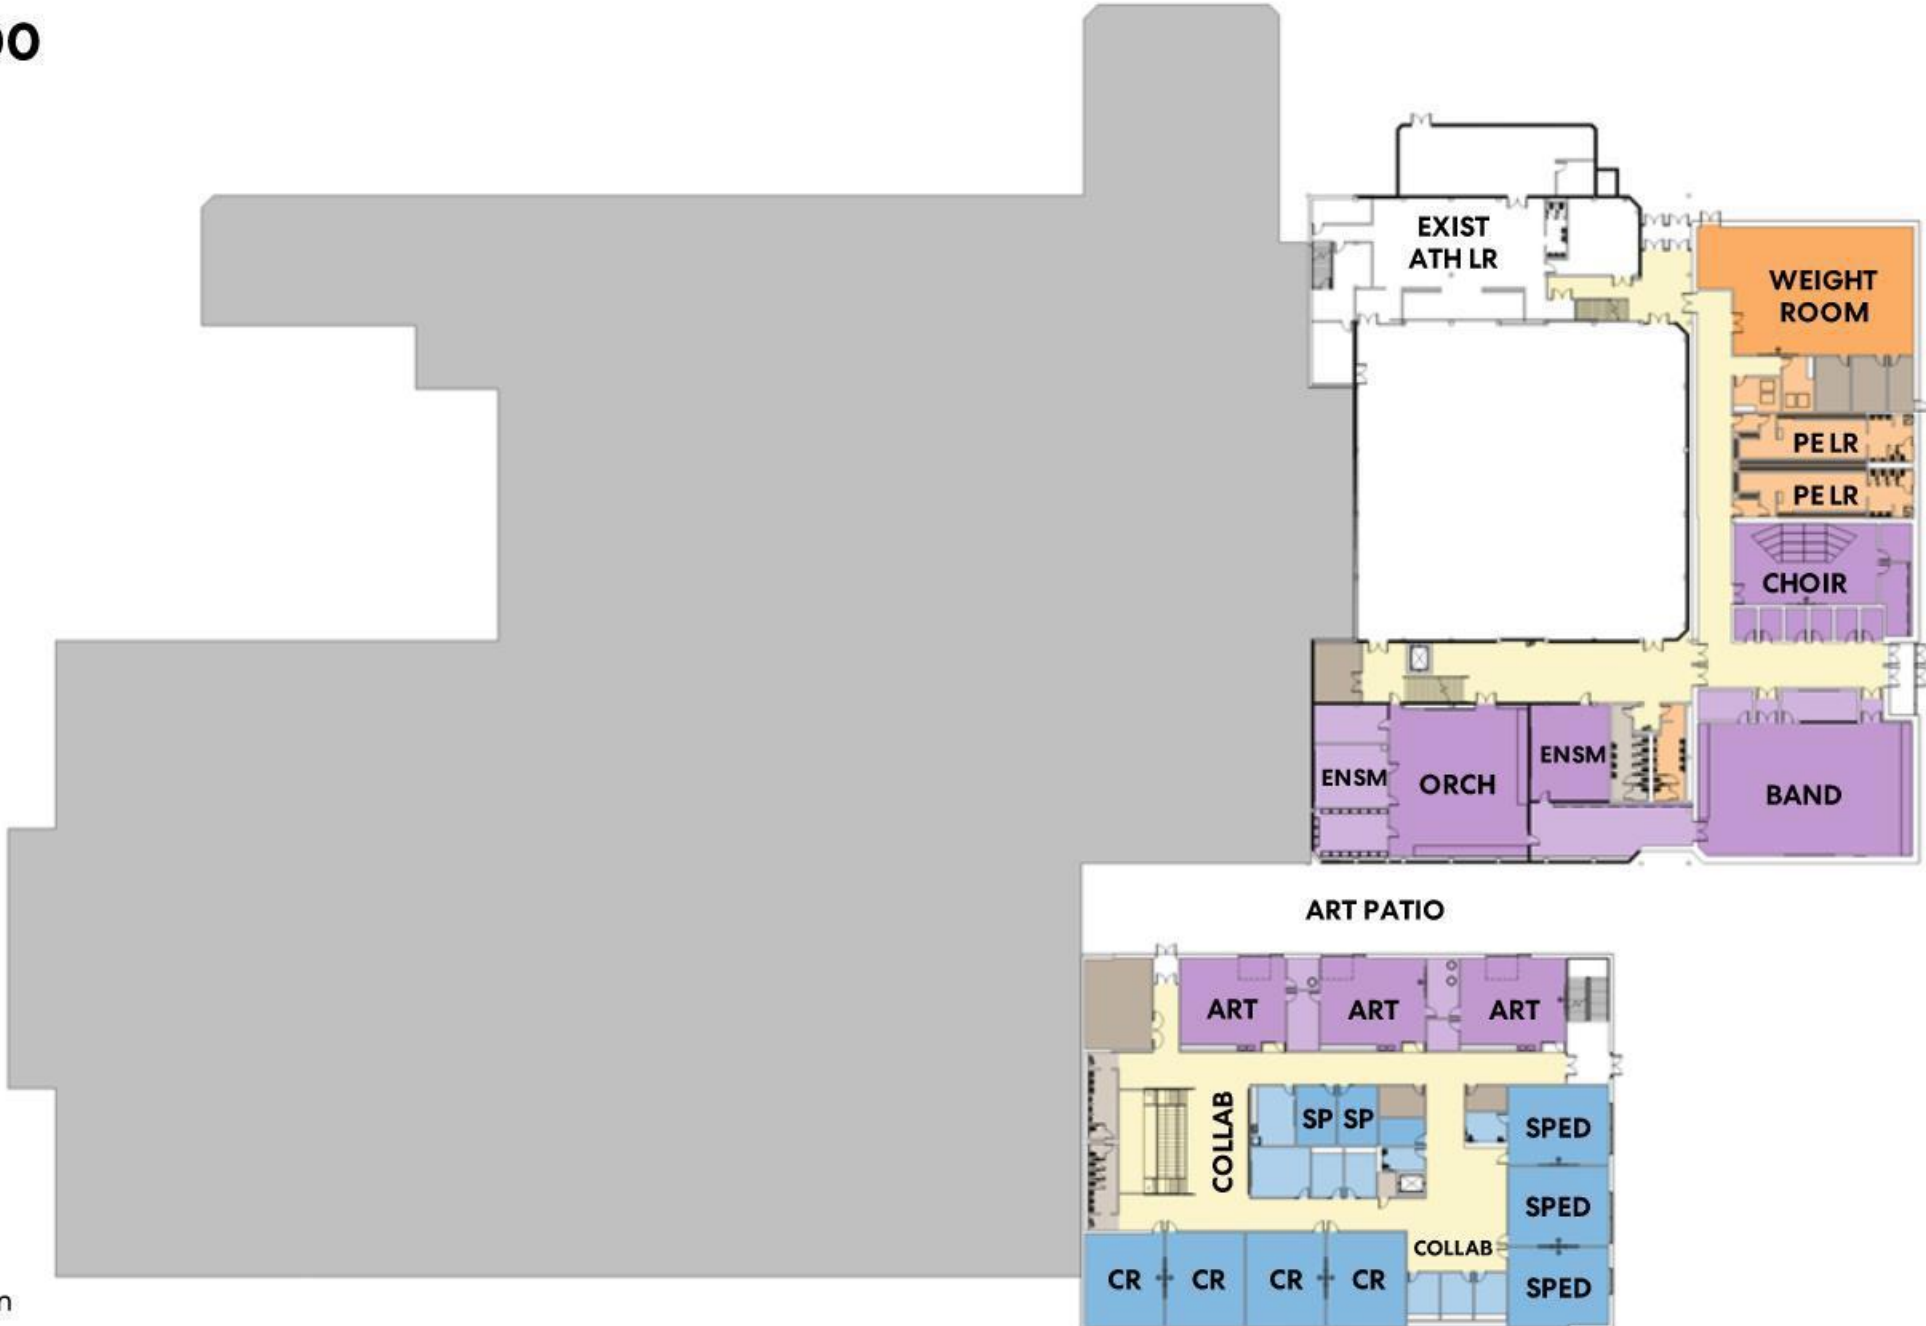 00
EXIST
ATH LR
WEIGHT
ROOM
PE LR
PE LR
CHOIR
ENSM
ORCH
ENSM
BAND
ART PATIO
ART
ART
ART
COLLAB
SP
SP
SPED
SPED
COLLAB
CR
CR
CR
CR
SPED
n